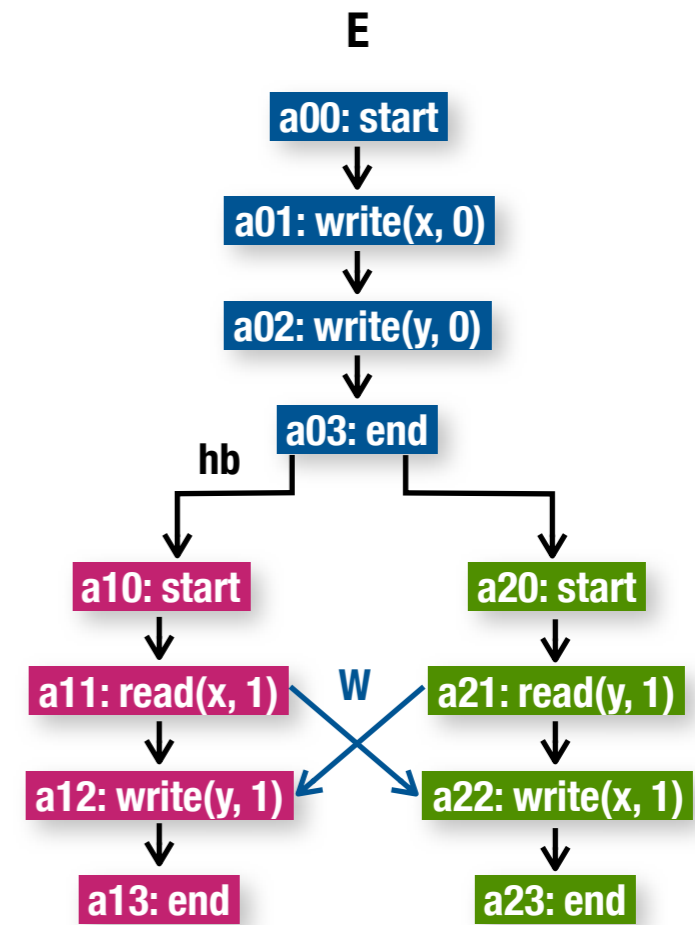 E
a00: start
a01: write(x, 0)
a02: write(y, 0)
a03: end
hb
a10: start
a20: start
a11: read(x, 1)
W
a21: read(y, 1)
a12: write(y, 1)
a22: write(x, 1)
a13: end
a23: end